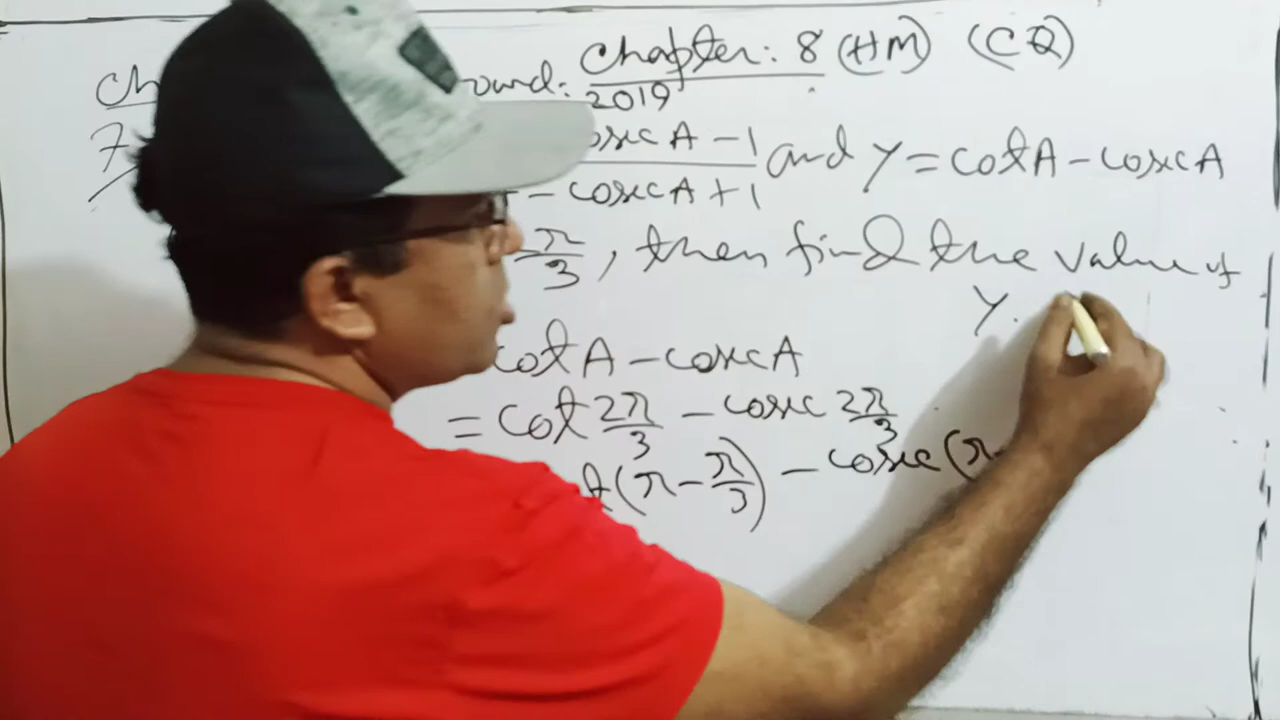 Chapter: 8 (HM) (CQ)
2019
7
cosecA - 1 and Y = cotA - cosecA
- cosecA + 1
π/3, then find the value of
Y.
cotA - cosecA
= cot 2π/3 - cosec 2π/3
(π - π/3) - cosec (π -